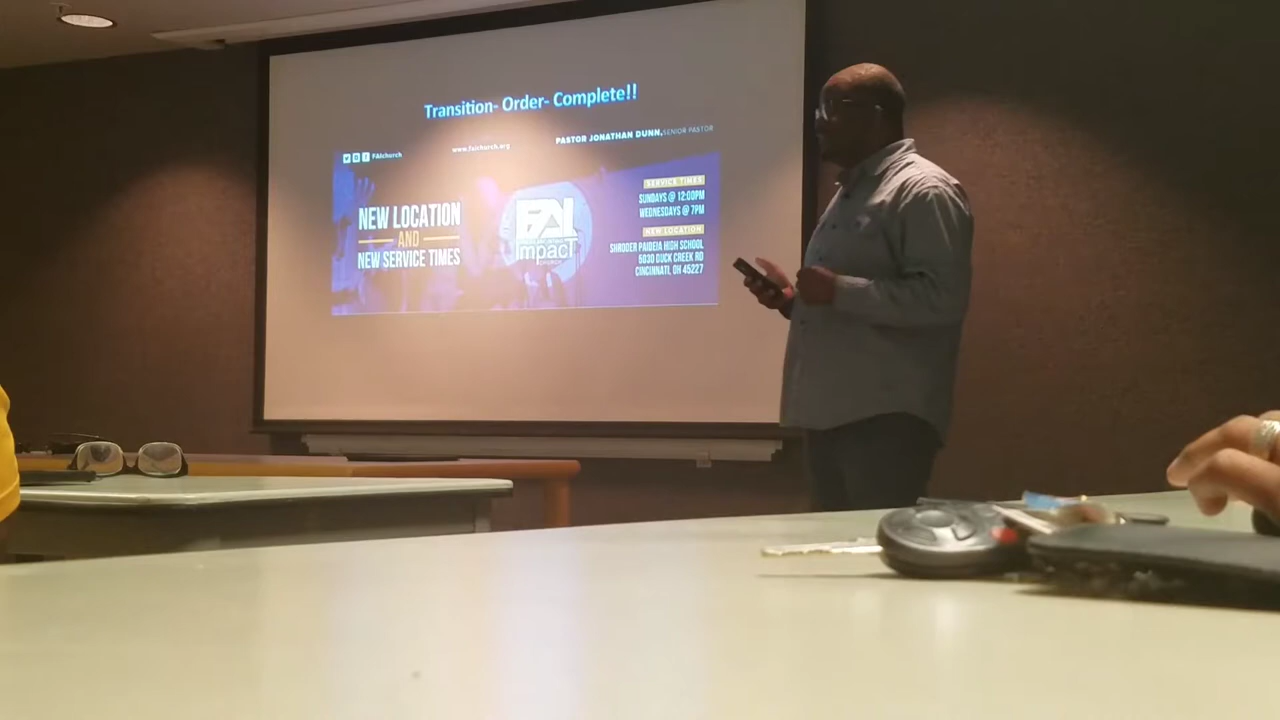 Transition- Order- Complete!!
FAIchurch
www.faichurch.org
PASTOR JONATHAN DUNN, SENIOR PASTOR
NEW LOCATION
AND
NEW SERVICE TIMES
FAI
Impact
CHURCH
SERVICE TIMES
SUNDAYS @ 12:00PM
WEDNESDAYS @ 7PM
NEW LOCATION
SHRODER PAIDEIA HIGH SCHOOL
5030 DUCK CREEK RD
CINCINNATI, OH 45227